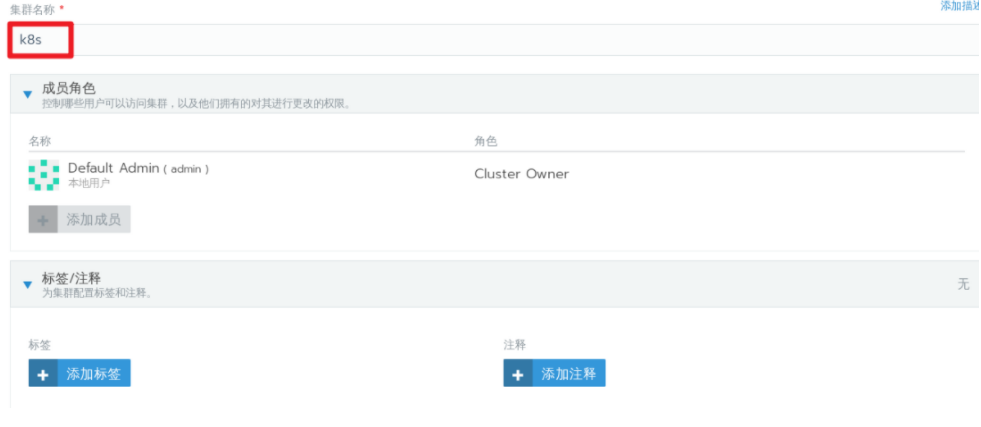 集群名称 *
添加描述
k8s
成员角色
控制哪些用户可以访问集群，以及他们拥有的对其进行更改的权限。
名称 角色
Default Admin ( admin )
本地用户
Cluster Owner
+ 添加成员
标签/注释
为集群配置标签和注释。
无
标签 注释
+ 添加标签 + 添加注释